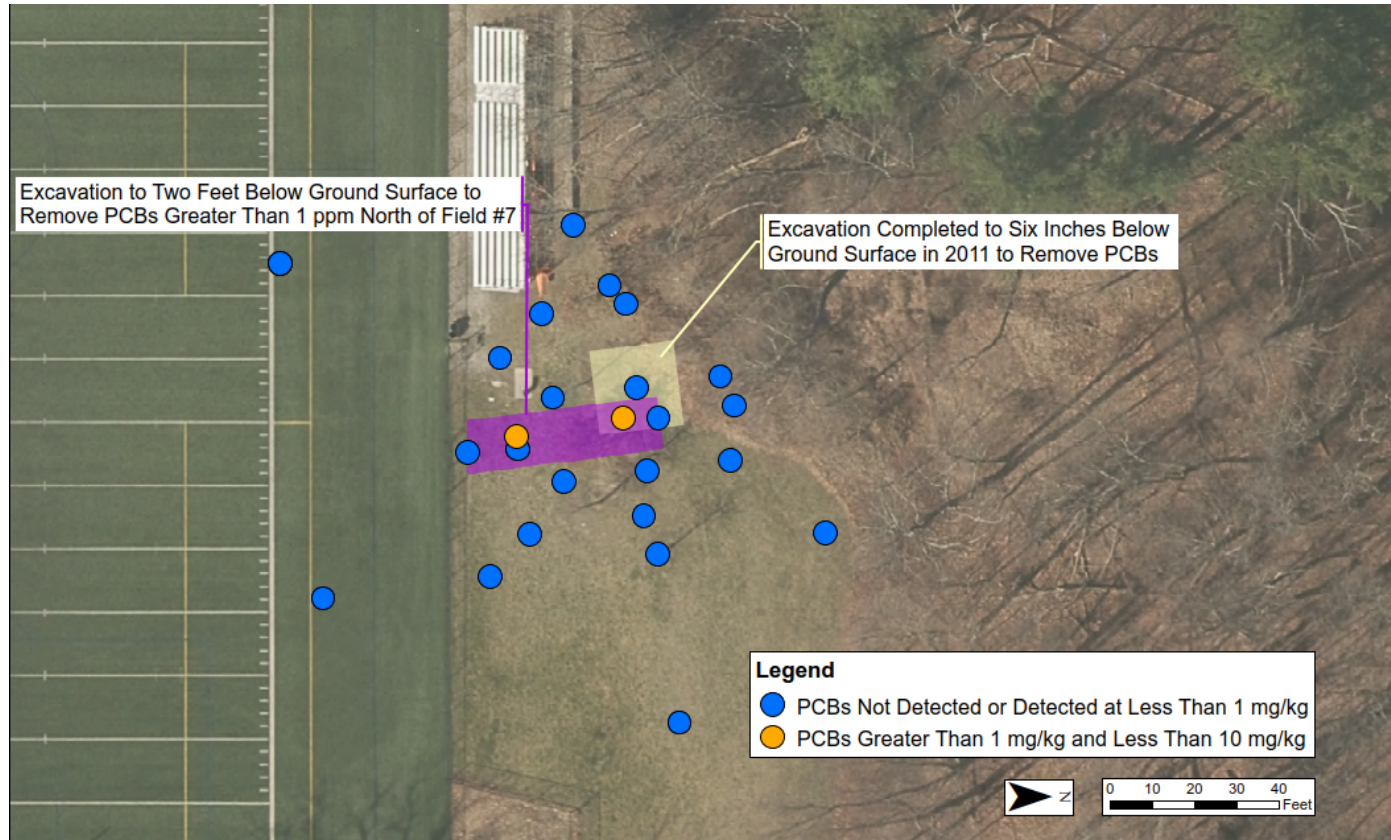 Excavation to Two Feet Below Ground Surface to
Remove PCBs Greater Than 1 ppm North of Field #7
Excavation Completed to Six Inches Below
Ground Surface in 2011 to Remove PCBs
Legend
PCBs Not Detected or Detected at Less Than 1 mg/kg
PCBs Greater Than 1 mg/kg and Less Than 10 mg/kg
N
0 10 20 30 40
Feet